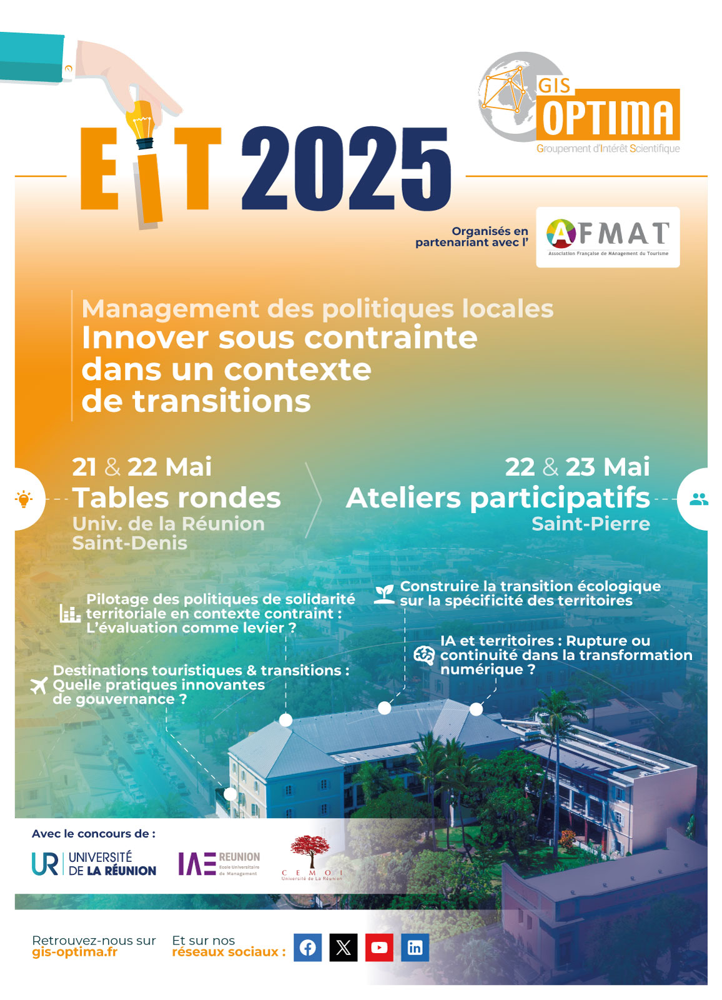 EIT 2025
GIS
OPTIMA
Groupement d'Intérêt Scientifique
Organisés en
partenariant avec l'
AFMAT
Association Française de MAnagement du Tourisme
Management des politiques locales
Innover sous contrainte
dans un contexte
de transitions
21 & 22 Mai
Tables rondes
Univ. de la Réunion
Saint-Denis
22 & 23 Mai
Ateliers participatifs
Saint-Pierre
Pilotage des politiques de solidarité
territoriale en contexte contraint :
L'évaluation comme levier ?
Construire la transition écologique
sur la spécificité des territoires
IA et territoires : Rupture ou
continuité dans la transformation
numérique ?
Destinations touristiques & transitions :
Quelle pratiques innovantes
de gouvernance ?
Avec le concours de :
UR UNIVERSITÉ
DE LA RÉUNION
IAE REUNION
Ecole Universitaire
de Management
CEMOI
Université de La Réunion
Retrouvez-nous sur
gis-optima.fr
Et sur nos
réseaux sociaux :